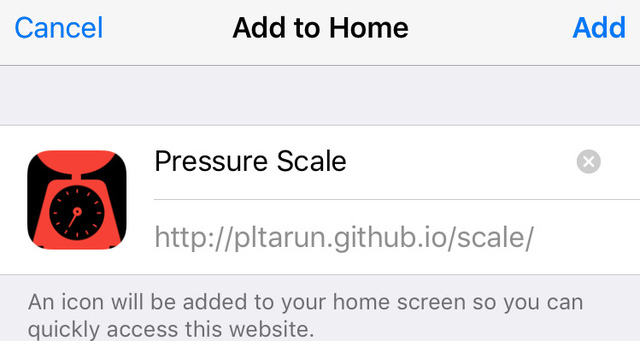 Cancel Add to Home Add
Pressure Scale
http://pltarun.github.io/scale/
An icon will be added to your home screen so you can
quickly access this website.